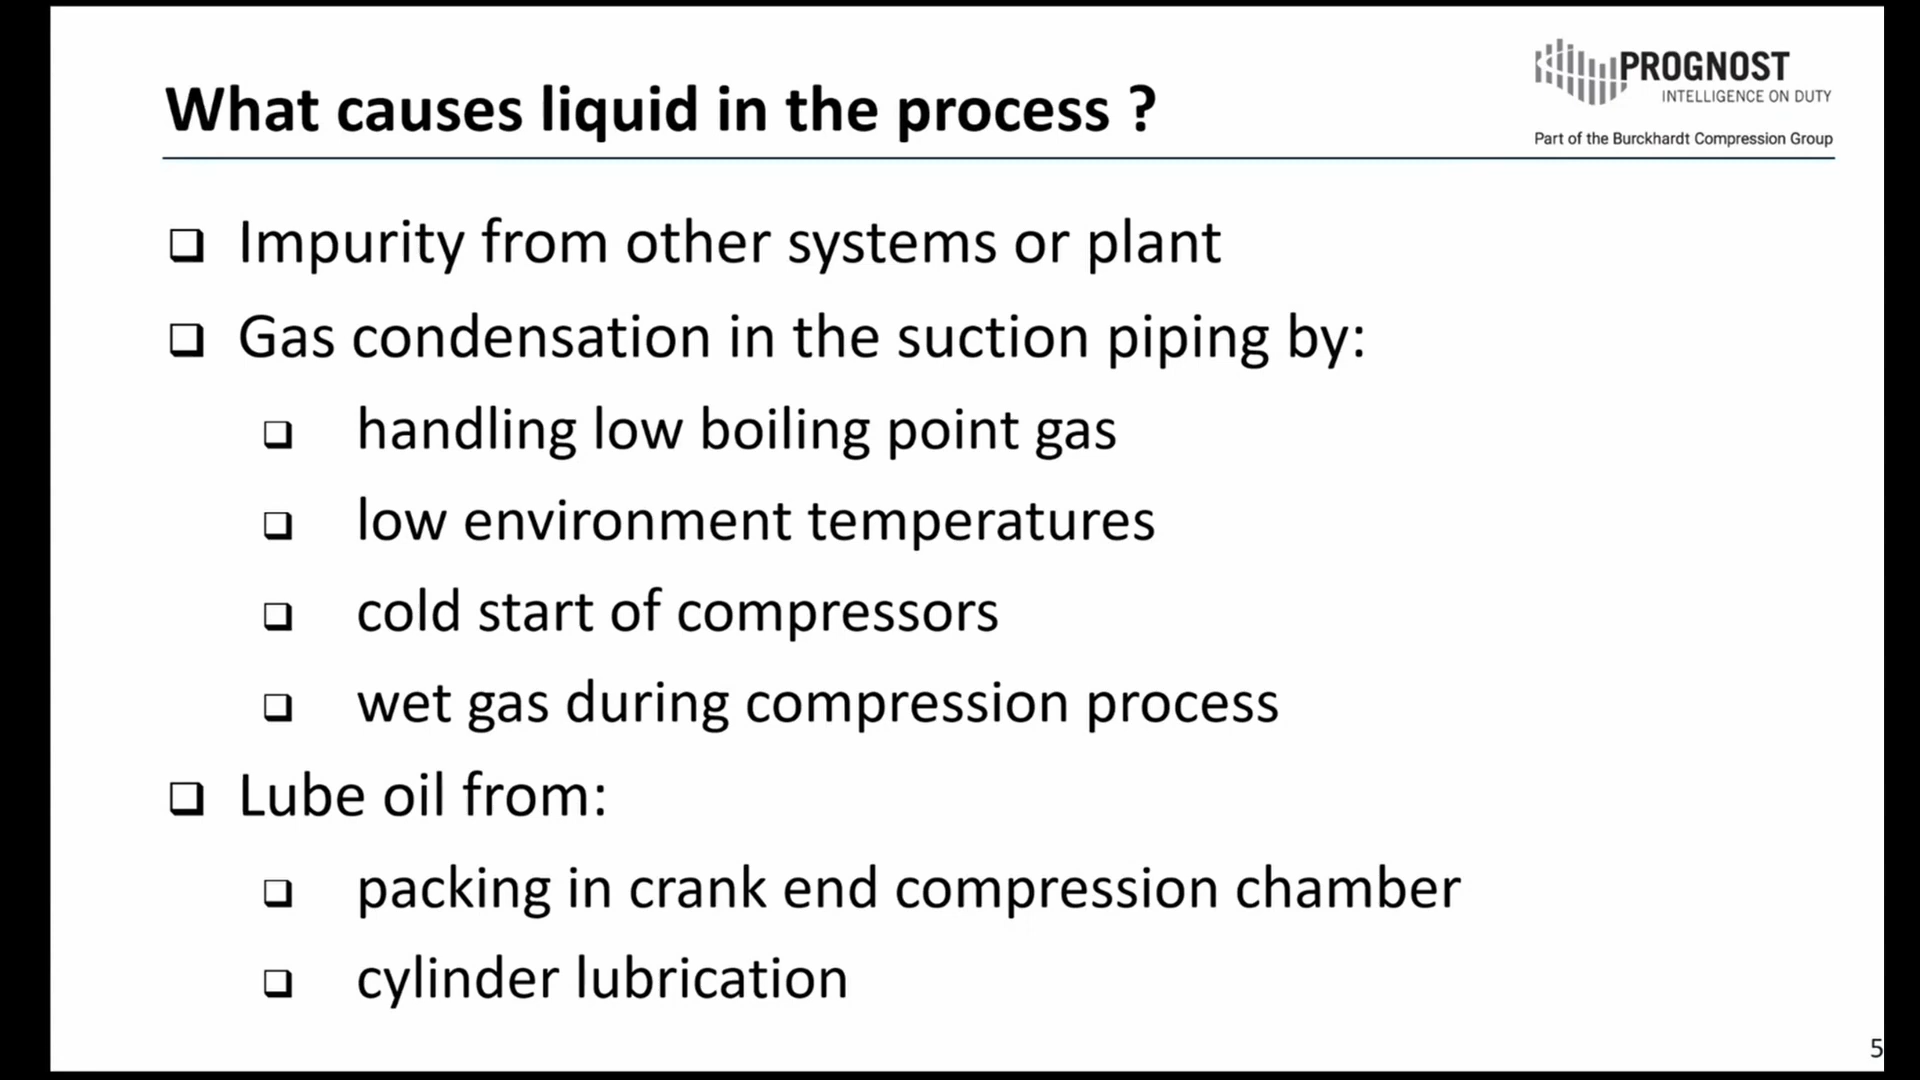 What causes liquid in the process ?
PROGNOST
INTELLIGENCE ON DUTY
Part of the Burckhardt Compression Group
Impurity from other systems or plant
Gas condensation in the suction piping by:
handling low boiling point gas
low environment temperatures
cold start of compressors
wet gas during compression process
Lube oil from:
packing in crank end compression chamber
cylinder lubrication
5